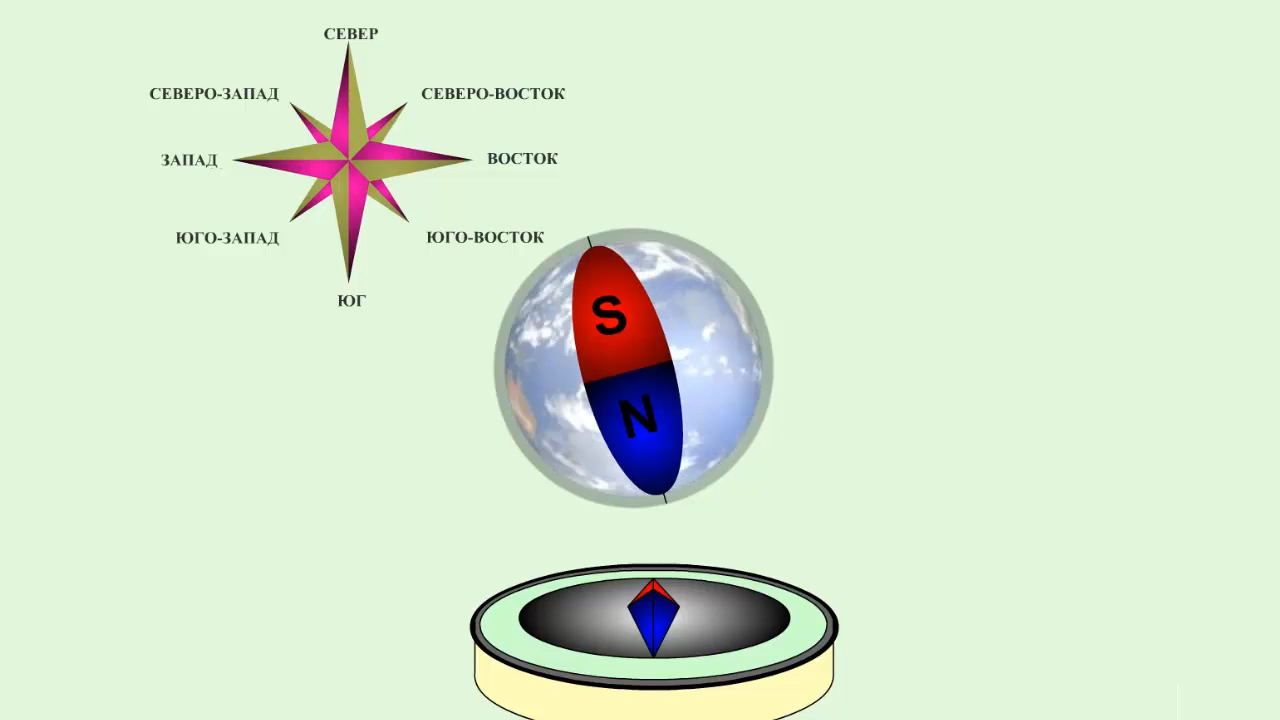 СЕВЕР
СЕВЕРО-ЗАПАД
СЕВЕРО-ВОСТОК
ЗАПАД
ВОСТОК
ЮГО-ЗАПАД
ЮГО-ВОСТОК
ЮГ
S
N